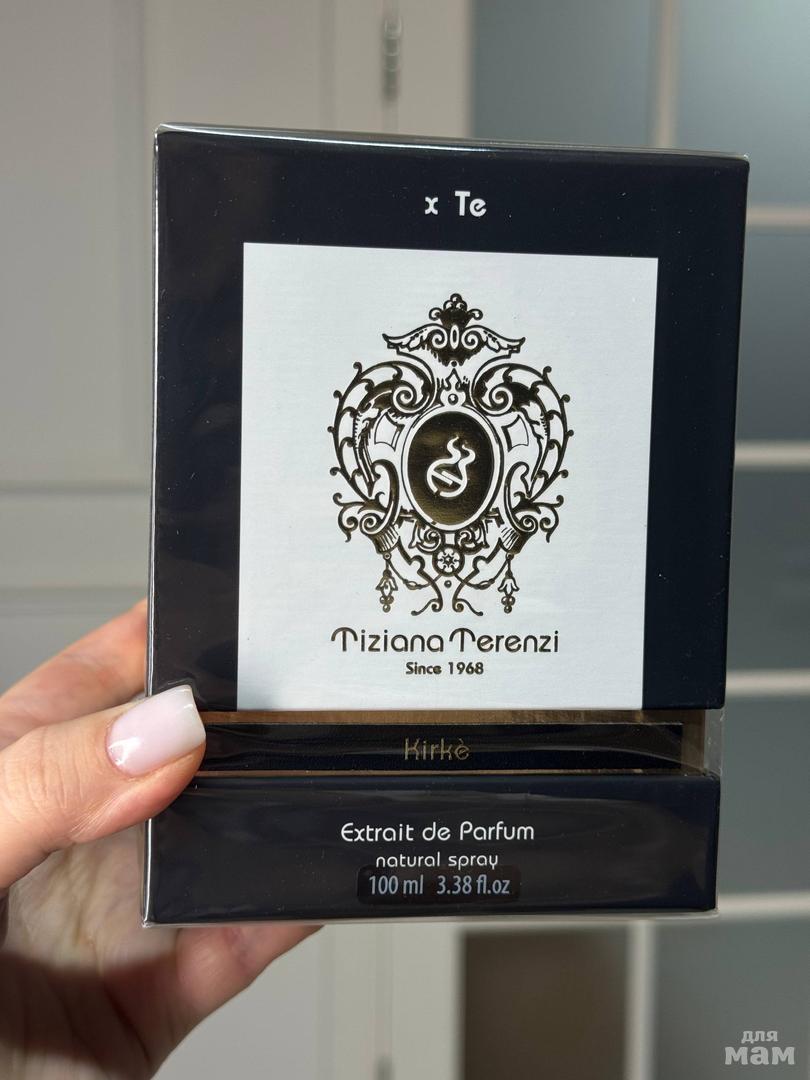 x Te
Tiziana Terenzi
Since 1968
Kirkè
Extrait de Parfum
natural spray
100 ml 3.38 fl.oz
для
мам